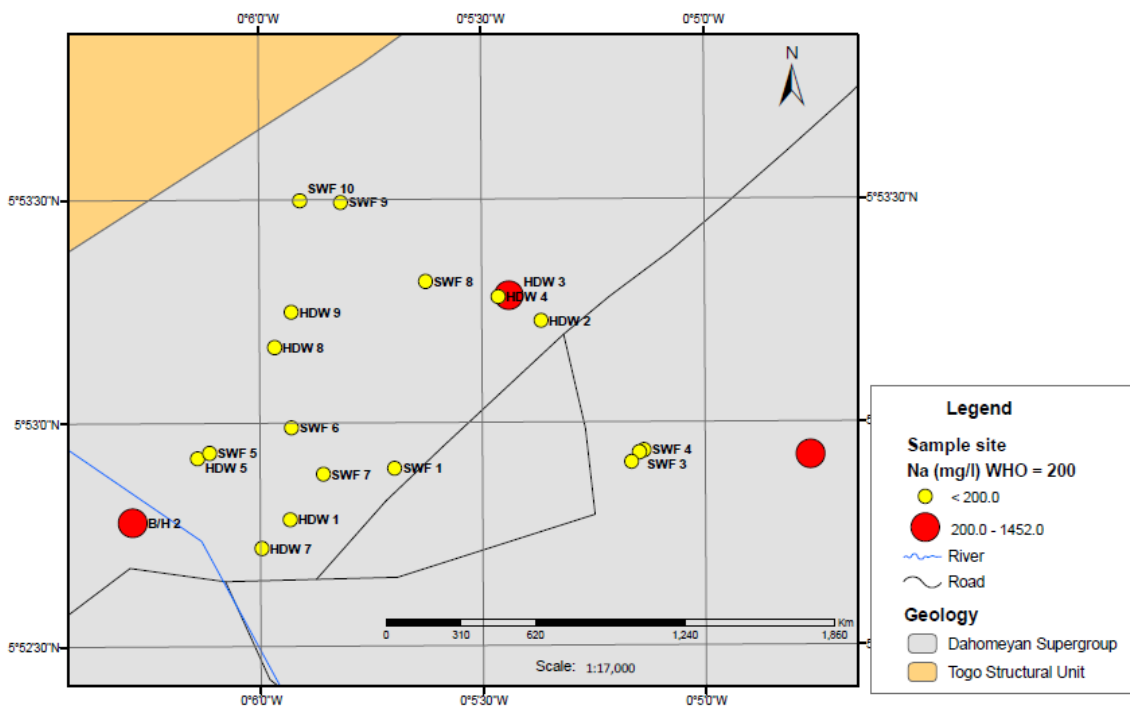 0°6'0"W
0°5'30"W
0°5'0"W
N
5°53'30"N
SWF 10
SWF 9
5°53'30"N
SWF 8
HDW 3
HDW 4
HDW 9
HDW 2
HDW 8
5°53'0"N
SWF 6
SWF 5
HDW 5
SWF 7
SWF 1
SWF 4
SWF 3
B/H 2
HDW 1
HDW 7
Km
0
310
620
1,240
1,860
5°52'30"N
Scale: 1:17,000
0°6'0"W
0°5'30"W
0°5'0"W
Legend
Sample site
Na (mg/l) WHO = 200
< 200.0
200.0 - 1452.0
River
Road
Geology
Dahomeyan Supergroup
Togo Structural Unit